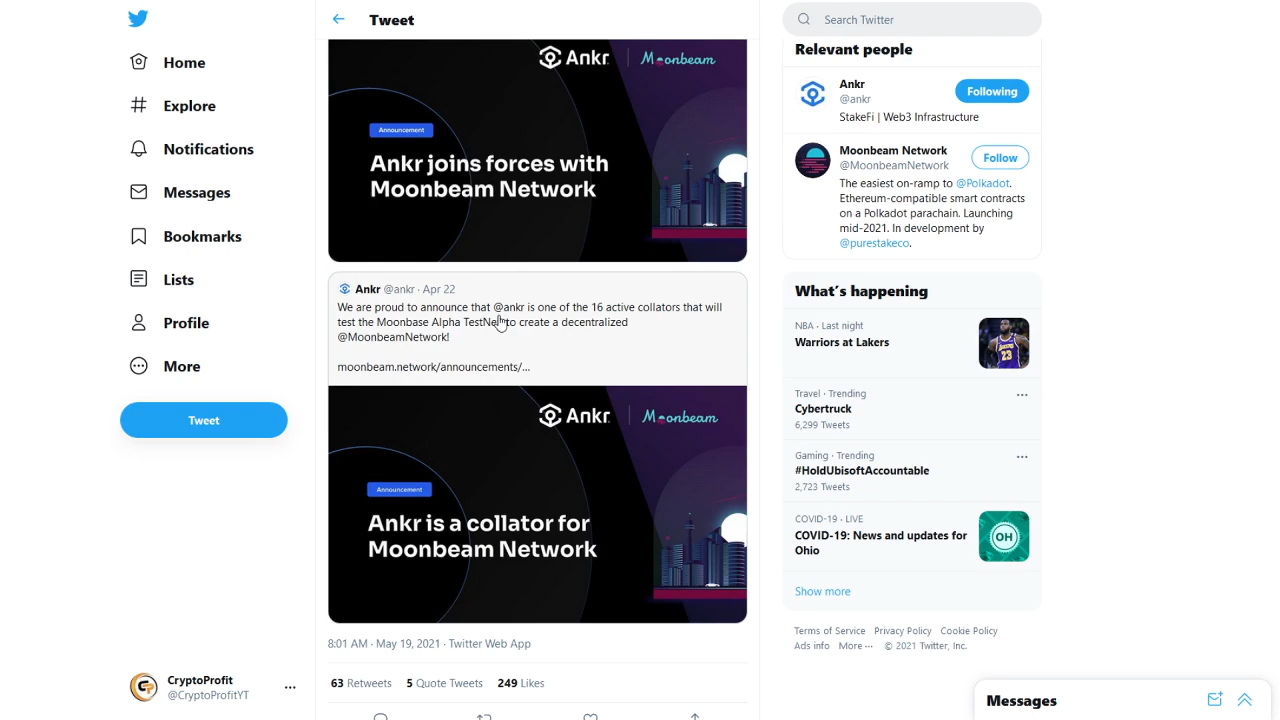 Home
Explore
Notifications
Messages
Bookmarks
Lists
Profile
More
Tweet
CryptoProfit
@CryptoProfitYT
Tweet
Ankr
Moonbeam
Announcement
Ankr joins forces with
Moonbeam Network
Ankr @ankr · Apr 22
We are proud to announce that @ankr is one of the 16 active collators that will
test the Moonbase Alpha TestNet to create a decentralized
@MoonbeamNetwork!
moonbeam.network/announcements/...
Ankr
Moonbeam
Announcement
Ankr is a collator for
Moonbeam Network
8:01 AM · May 19, 2021 · Twitter Web App
63 Retweets 5 Quote Tweets 249 Likes
Search Twitter
Relevant people
Ankr
@ankr
Following
StakeFi | Web3 Infrastructure
Moonbeam Network
@MoonbeamNetwork
Follow
The easiest on-ramp to @Polkadot.
Ethereum-compatible smart contracts
on a Polkadot parachain. Launching
mid-2021. In development by
@purestakeco.
What's happening
NBA · Last night
Warriors at Lakers
Travel · Trending
Cybertruck
6,299 Tweets
Gaming · Trending
#HoldUbisoftAccountable
2,723 Tweets
COVID-19 · LIVE
COVID-19: News and updates for
Ohio
OH
Show more
Terms of Service Privacy Policy Cookie Policy
Ads info More ··· © 2021 Twitter, Inc.
Messages